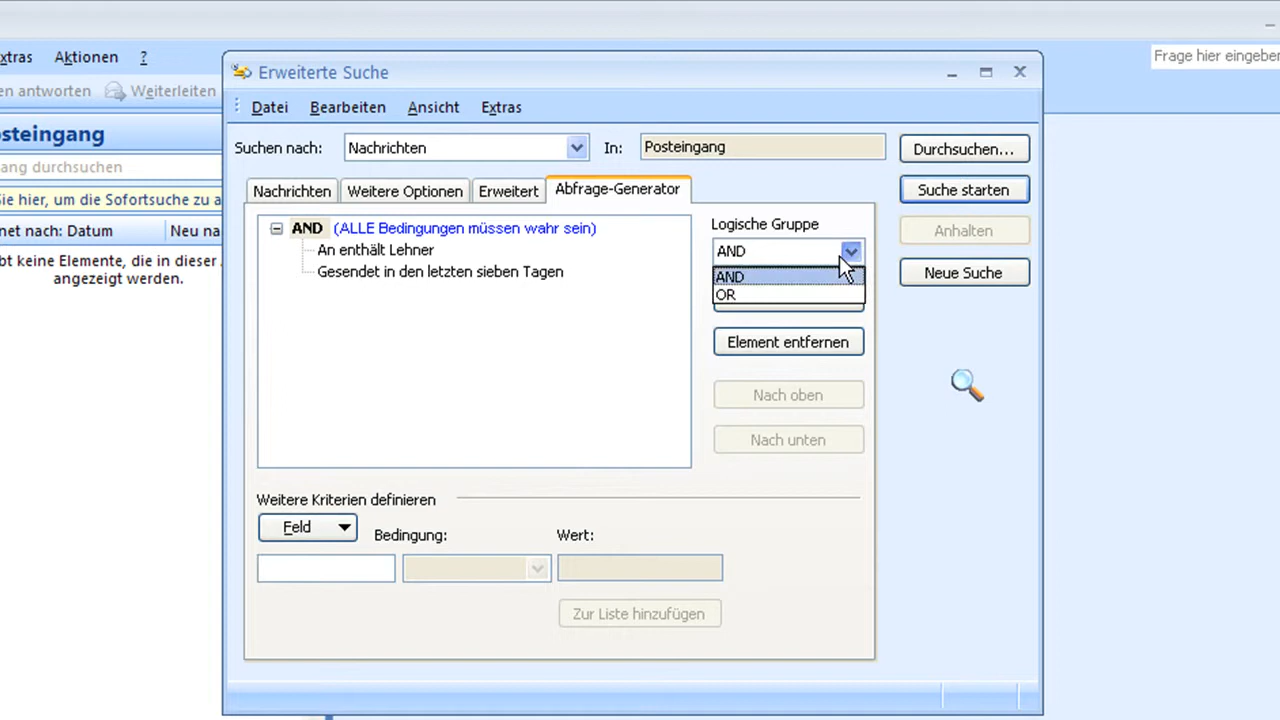 xtras Aktionen ?
Frage hier eingeben
en antworten Weiterleiten
osteingang
ang durchsuchen
Sie hier, um die Sofortsuche zu a
net nach: Datum Neu na
bt keine Elemente, die in dieser
angezeigt werden.
Erweiterte Suche
Datei Bearbeiten Ansicht Extras
Suchen nach: Nachrichten In: Posteingang Durchsuchen...
Nachrichten Weitere Optionen Erweitert Abfrage-Generator Suche starten
AND (ALLE Bedingungen müssen wahr sein)
An enthält Lehner
Gesendet in den letzten sieben Tagen
Logische Gruppe
AND
AND
OR
Element entfernen
Nach oben
Nach unten
Anhalten
Neue Suche
Weitere Kriterien definieren
Feld Bedingung: Wert:
Zur Liste hinzufügen